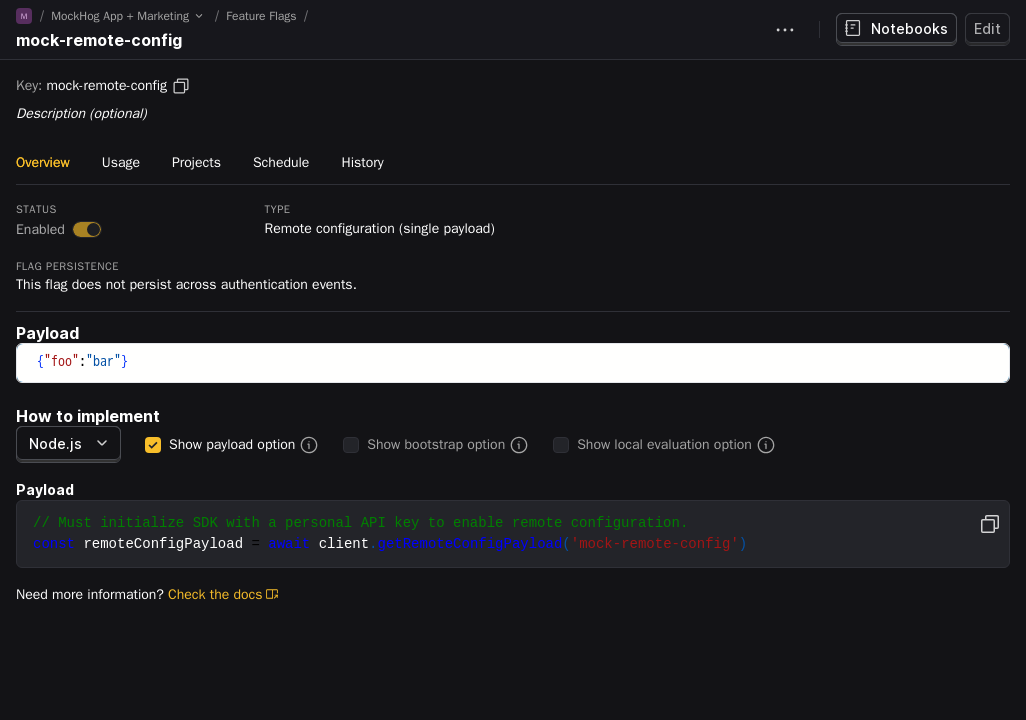 M / MockHog App + Marketing / Feature Flags /
mock-remote-config
Notebooks
Edit
Key: mock-remote-config
Description (optional)
Overview Usage Projects Schedule History
STATUS
Enabled
TYPE
Remote configuration (single payload)
FLAG PERSISTENCE
This flag does not persist across authentication events.
Payload
{"foo":"bar"}
How to implement
Node.js Show payload option Show bootstrap option Show local evaluation option
Payload
// Must initialize SDK with a personal API key to enable remote configuration.
const remoteConfigPayload = await client.getRemoteConfigPayload('mock-remote-config')
Need more information? Check the docs